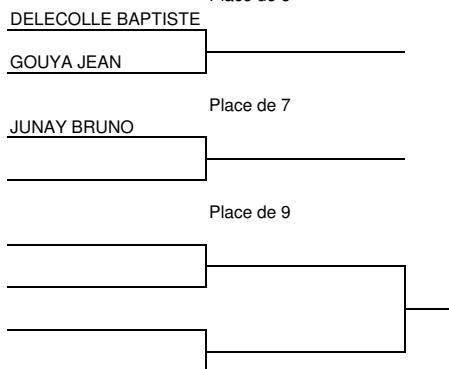 DELECOLLE BAPTISTE
GOUYA JEAN
Place de 7
JUNAY BRUNO
Place de 9